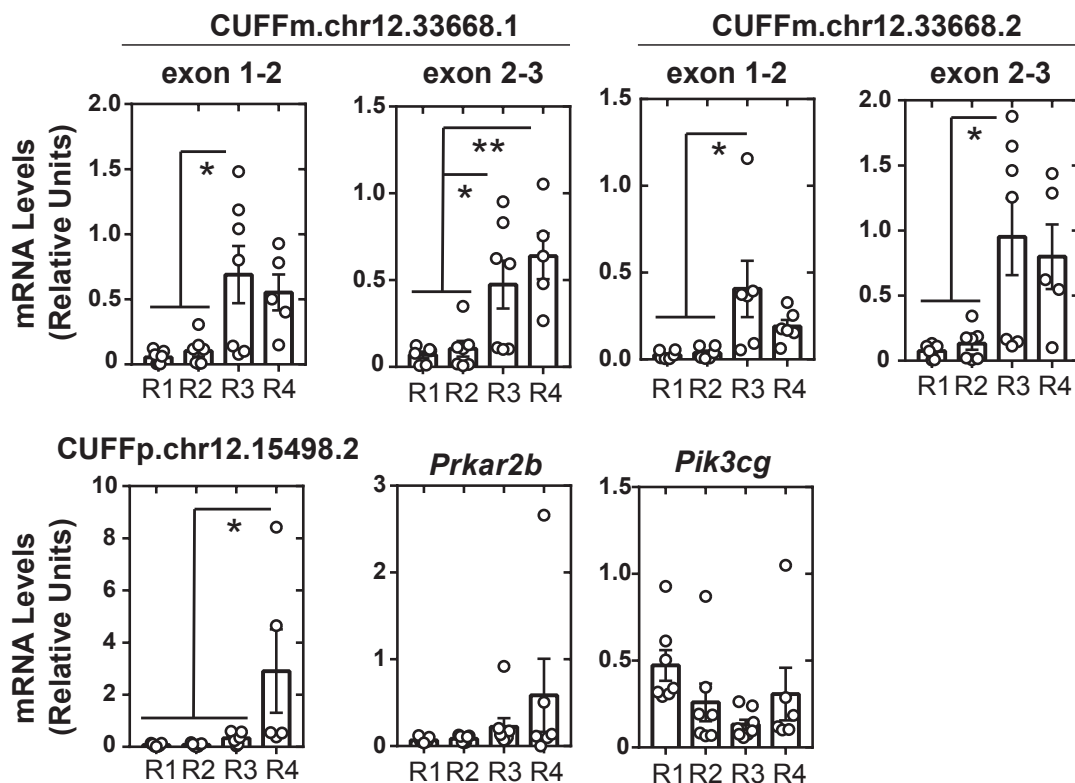 CUFFm.chr12.33668.1 CUFFm.chr12.33668.2
exon 1-2 exon 2-3 exon 1-2 exon 2-3
mRNA Levels
(Relative Units)
2.0
1.5
1.0
0.5
0
*
R1 R2 R3 R4
1.5
1.0
0.5
0
**
*
R1 R2 R3 R4
1.5
1.0
0.5
0.0
*
R1 R2 R3 R4
2.0
1.5
1.0
0.5
0
*
R1 R2 R3 R4
CUFFp.chr12.15498.2 Prkar2b Pik3cg
mRNA Levels
(Relative Units)
10
8
6
4
2
0
*
R1 R2 R3 R4
3
2
1
0
R1 R2 R3 R4
1.5
1.0
0.5
0
R1 R2 R3 R4